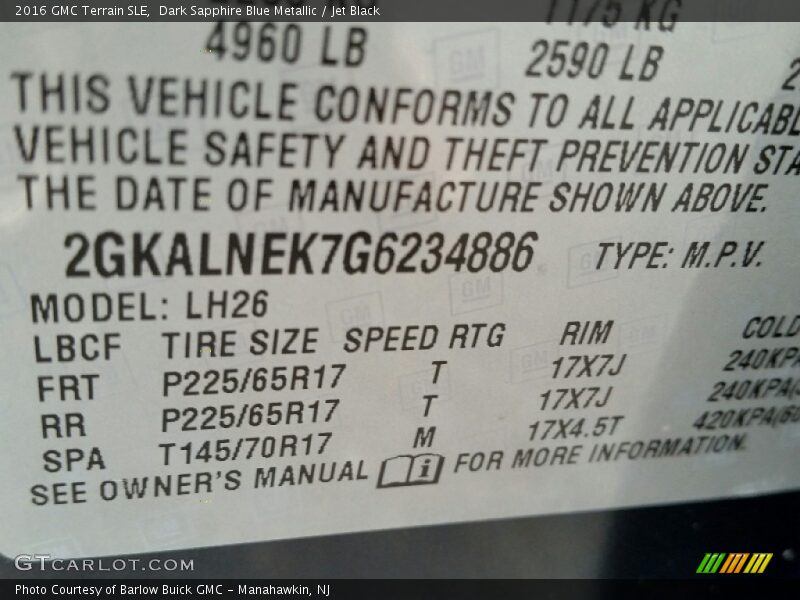 2016 GMC Terrain SLE,  Dark Sapphire Blue Metallic / Jet Black
1175 KG
4960 LB 2590 LB
THIS VEHICLE CONFORMS TO ALL
VEHICLE SAFETY AND THEFT PREVENTION
THE DATE OF MANUFACTURE SHOWN ABOVE.
2GKALNEK7G6234886 TYPE: M.P.V.
MODEL: LH26
LBCF TIRE SIZE SPEED RTG RIM COLD
FRT P225/65R17 T 17X7J 240KPA
RR P225/65R17 T 17X7J 240KPA
SPA T145/70R17 M 17X4.5T 420KPA
SEE OWNER'S MANUAL i FOR MORE INFORMATION.
GTCARLOT.COM
Photo Courtesy of Barlow Buick GMC – Manahawkin, NJ